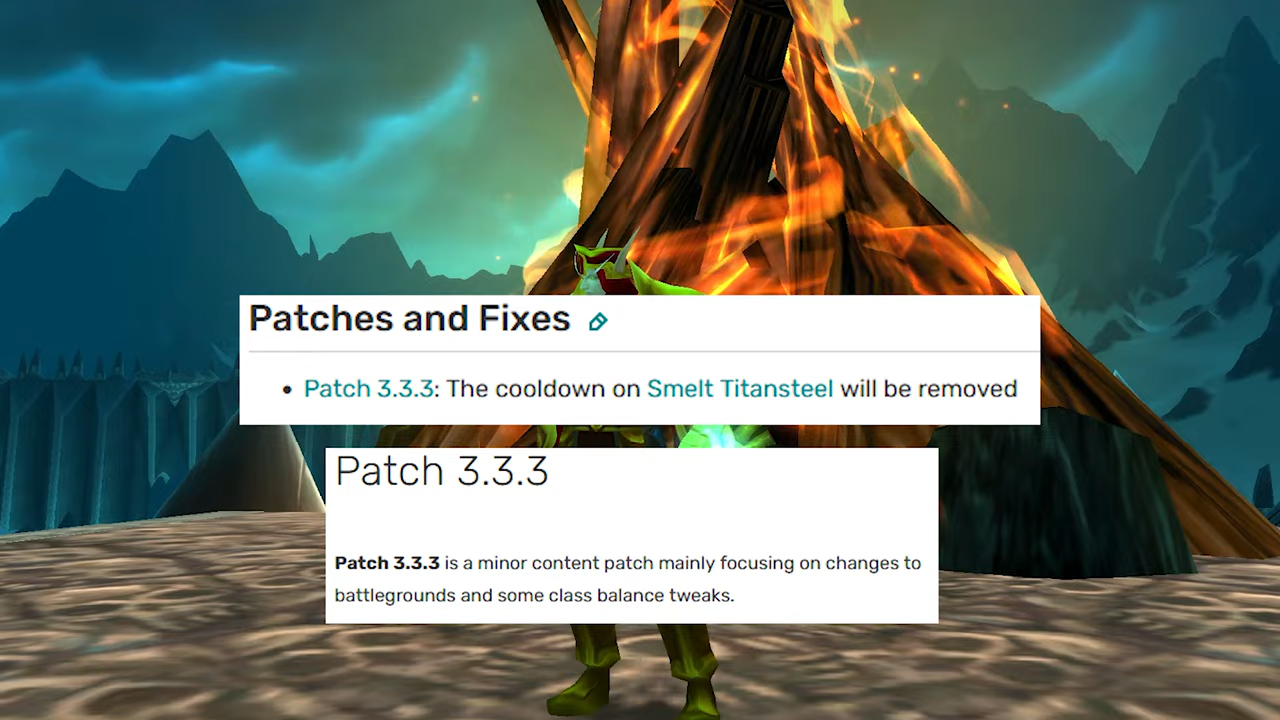 Patches and Fixes
• Patch 3.3.3: The cooldown on Smelt Titansteel will be removed
Patch 3.3.3
Patch 3.3.3 is a minor content patch mainly focusing on changes to
battlegrounds and some class balance tweaks.